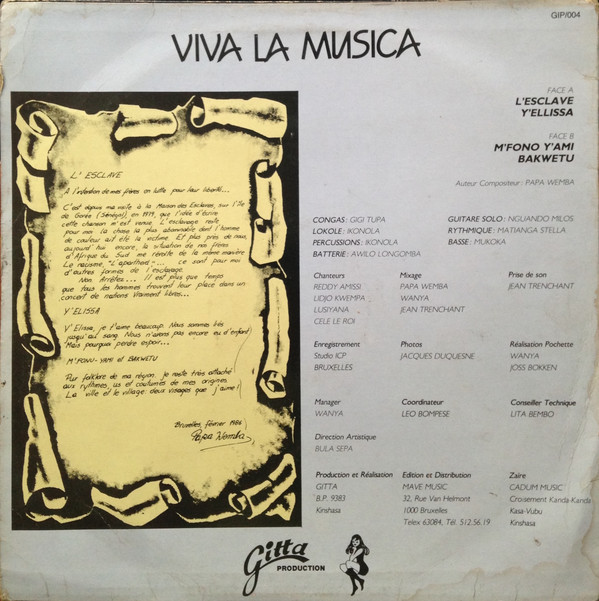 GIP/004
VIVA LA MUSICA
FACE A
L'ESCLAVE
Y'ELLISSA
FACE B
M'FONO Y'AMI
BAKWETU
Auteur Compositeur : PAPA WEMBA
L'ESCLAVE
A l'intention de mes frères en lutte pour leur liberté...
C'est depuis ma visite à la Maison des Esclaves, sur l'île
de Gorée (Sénégal), en 1979, que l'idée d'écrire
cette chanson m'est venue. L'esclavage reste
pour moi la chose la plus abominable dont l'homme
de couleur ait été la victime. Et plus près de nous,
aujourd'hui encore, la situation de nos frères
d'Afrique du Sud me révolte de la même manière
Le racisme, "L'apartheid"... ce sont pour moi
d'autres formes de l'esclavage.
Non. Arrêtez... Il est plus que temps
que tous les hommes trouvent leur place dans un
concert de nations vraiment libres...
Y'ELISSA
V'Elissa, je t'aime beaucoup. Nous sommes liés
jusqu'au sang. Nous n'avons pas encore eu d'enfant
Mais pourquoi perdre espoir...
M'FONU-YAMI et BAKWETU
Pur folklore de ma région. je reste très attaché
aux rythmes, us et coutumes de mes origines
La ville et le village: deux visages que j'aime!
Bruxelles, février 1986
Papa Wemba
CONGAS : GIGI TUPA
LOKOLE : IKONOLA
PERCUSSIONS : IKONOLA
BATTERIE : AWILO LONGOMBA
GUITARE SOLO : NGUANDO MILOS
RYTHMIQUE : MATIANGA STELLA
BASSE : MUKOKA
Chanteurs
REDDY AMISSI
LIDJO KWEMPA
LUSIYANA
CELE LE ROI
Mixage
PAPA WEMBA
WANYA
JEAN TRENCHANT
Prise de son
JEAN TRENCHANT
Enregistrement
Studio ICP
BRUXELLES
Photos
JACQUES DUQUESNE
Réalisation Pochette
WANYA
JOSS BOKKEN
Manager
WANYA
Coordinateur
LEO BOMPESE
Conseiller Technique
LITA BEMBO
Direction Artistique
BULA SEPA
Production et Réalisation
GITTA
B.P. 9383
Kinshasa
Edition et Distribution
MAVE MUSIC
32, Rue Van Helmont
1000 Bruxelles
Telex 63084, Tél. 512.56.19
Zaïre
CADUM MUSIC
Croisement Kanda-Kanda
Kasa-Vubu
Kinshasa
Gitta
PRODUCTION